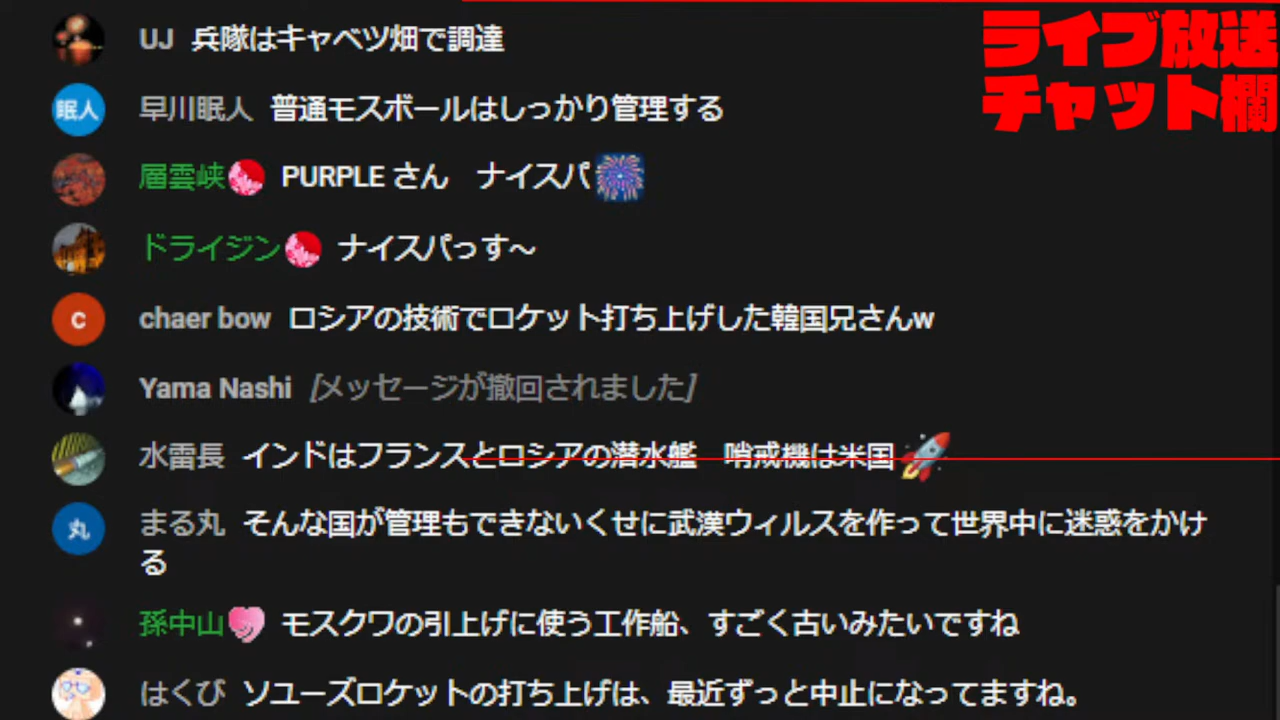 ライブ放送
チャット欄
UJ 兵隊はキャベツ畑で調達
眠人 早川眠人 普通モスボールはしっかり管理する
層雲峡 PURPLE さん　ナイスパ
ドライジン ナイスパっす～
C chaer bow ロシアの技術でロケット打ち上げした韓国兄さんw
Yama Nashi [メッセージが撤回されました]
水雷長 インドはフランスとロシアの潜水艦　哨戒機は米国
丸 まる丸 そんな国が管理もできないくせに武漢ウィルスを作って世界中に迷惑をかけ
る
孫中山 モスクワの引上げに使う工作船、すごく古いみたいですね
はくび ソユーズロケットの打ち上げは、最近ずっと中止になってますね。